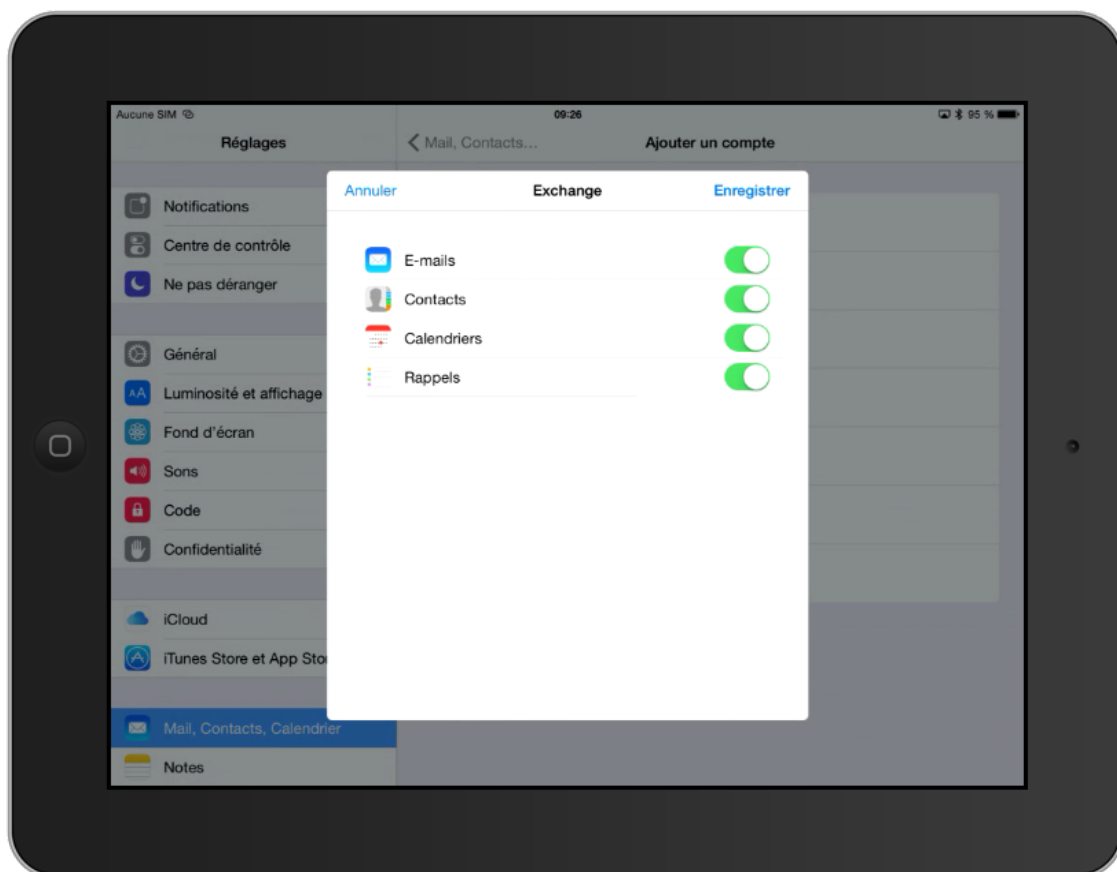 Aucune SIM
09:26
95 %
Réglages
Mail, Contacts...
Ajouter un compte
Annuler
Exchange
Enregistrer
Notifications
Centre de contrôle
Ne pas déranger
E-mails
Contacts
Calendriers
Rappels
Général
AA
Luminosité et affichage
Fond d'écran
Sons
Code
Confidentialité
iCloud
iTunes Store et App Sto
Mail, Contacts, Calendrier
Notes